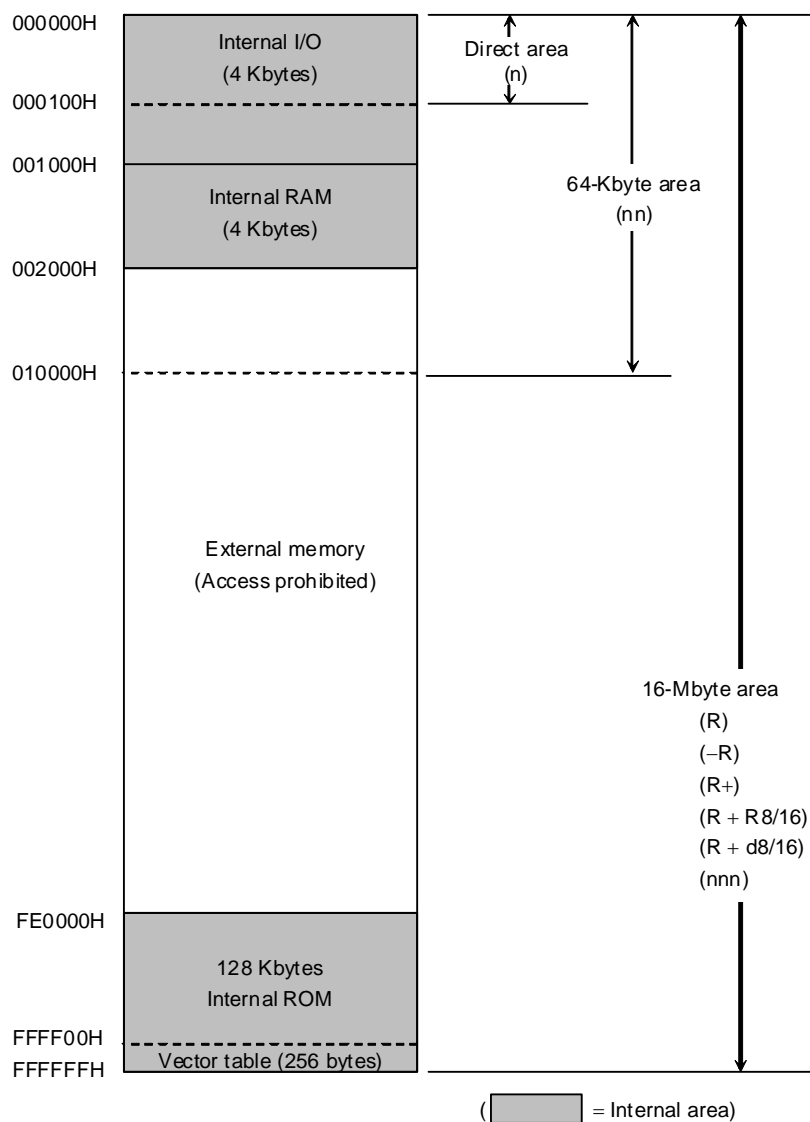 000000H
Internal I/O
(4 Kbytes)
Direct area
(n)
000100H
001000H
Internal RAM
(4 Kbytes)
64-Kbyte area
(nn)
002000H
010000H
External memory
(Access prohibited)
16-Mbyte area
(R)
(−R)
(R+)
(R + R8/16)
(R + d8/16)
(nnn)
FE0000H
128 Kbytes
Internal ROM
FFFF00H
Vector table (256 bytes)
FFFFFFH
( = Internal area)